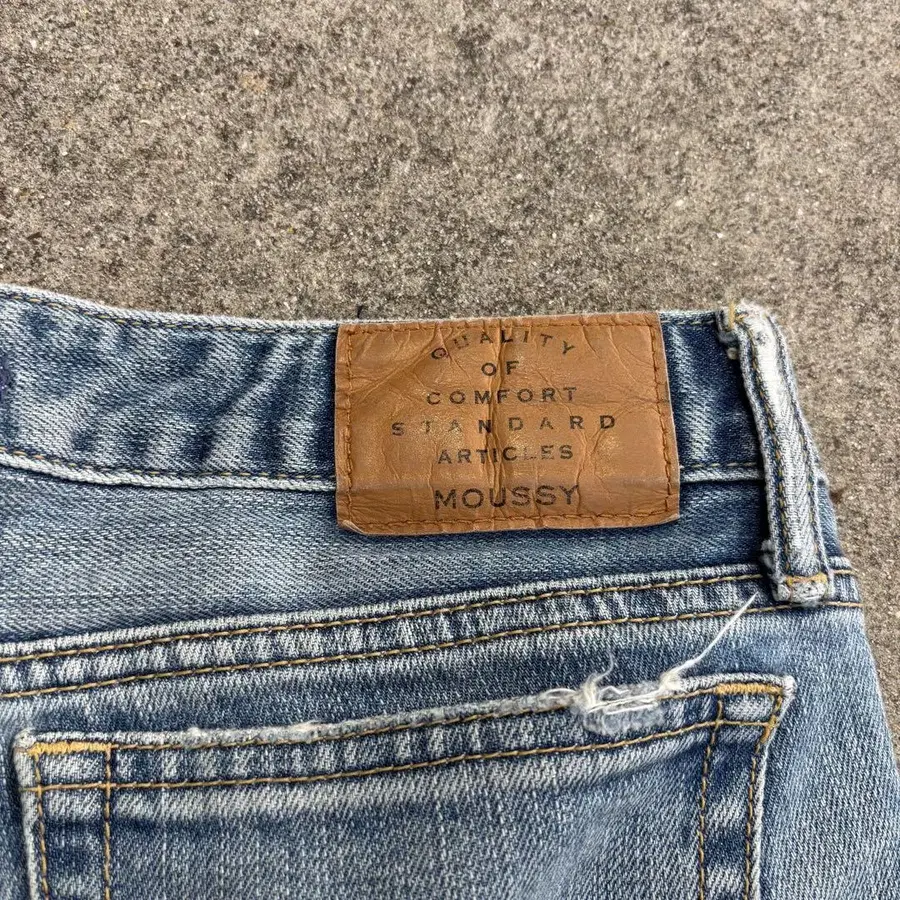 QUALITY
OF
COMFORT
STANDARD
ARTICLES
MOUSSY